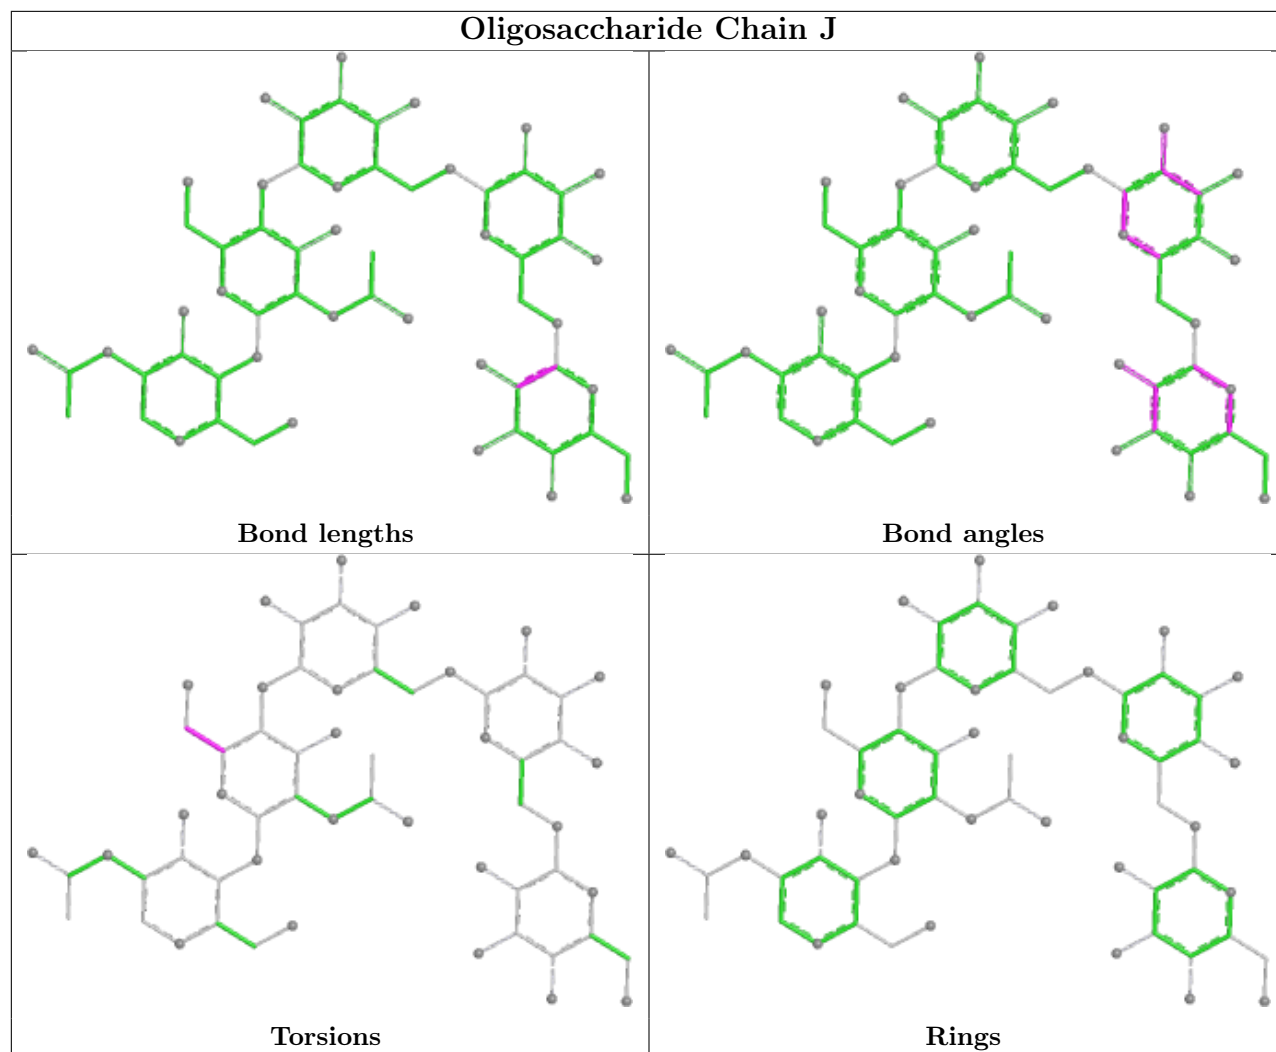 Oligosaccharide Chain J
Bond lengths
Bond angles
Torsions
Rings